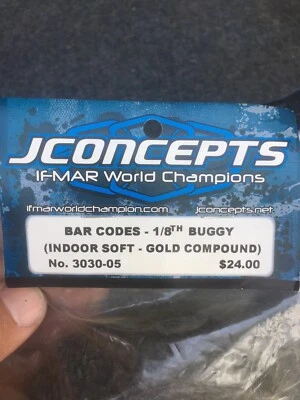 JCONCEPTS
IFMAR World Champions
ifmarworldchampion.com jconcepts.net
BAR CODES - 1/8TH BUGGY
(INDOOR SOFT - GOLD COMPOUND)
No. 3030-05 $24.00